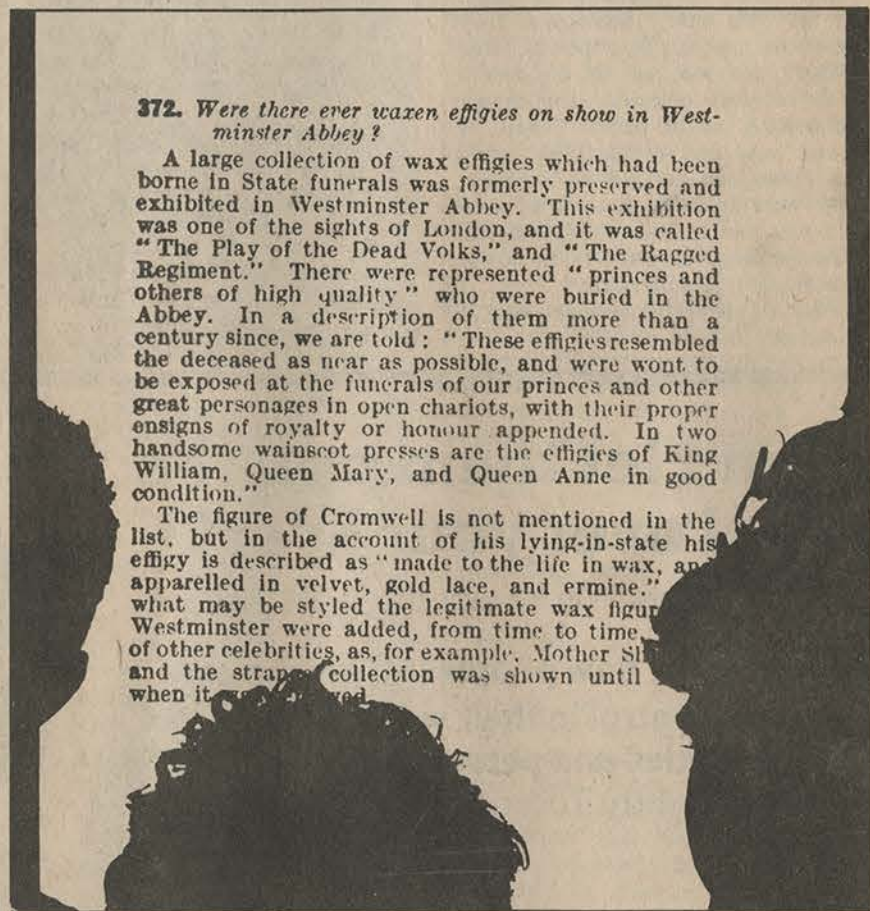 372. Were there ever waxen effigies on show in West-
minster Abbey ?
A large collection of wax effigies which had been
borne in State funerals was formerly preserved and
exhibited in Westminster Abbey. This exhibition
was one of the sights of London, and it was called
“ The Play of the Dead Volks,” and “ The Ragged
Regiment.” There were represented “ princes and
others of high quality ” who were buried in the
Abbey. In a description of them more than a
century since, we are told : “ These effigies resembled
the deceased as near as possible, and were wont to
be exposed at the funerals of our princes and other
great personages in open chariots, with their proper
ensigns of royalty or honour appended. In two
handsome wainscot presses are the effigies of King
William, Queen Mary, and Queen Anne in good
condition.”
The figure of Cromwell is not mentioned in the
list, but in the account of his lying-in-state his
effigy is described as “ made to the life in wax, and
apparelled in velvet, gold lace, and ermine.”
what may be styled the legitimate wax
Westminster were added, from time to time,
of other celebrities, as, for example, Mother
and the strange collection was shown until
when it